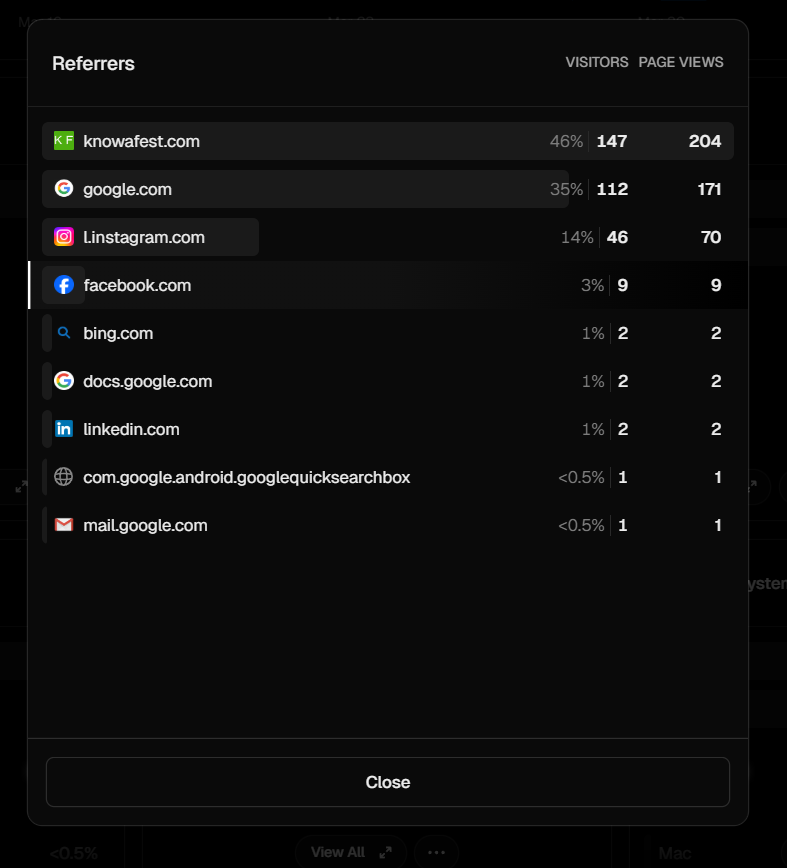 Referrers VISITORS PAGE VIEWS
KF knowafest.com 46% 147 204
google.com 35% 112 171
l.instagram.com 14% 46 70
facebook.com 3% 9 9
bing.com 1% 2 2
docs.google.com 1% 2 2
linkedin.com 1% 2 2
com.google.android.googlequicksearchbox <0.5% 1 1
mail.google.com <0.5% 1 1
Close
<0.5% View All Mac